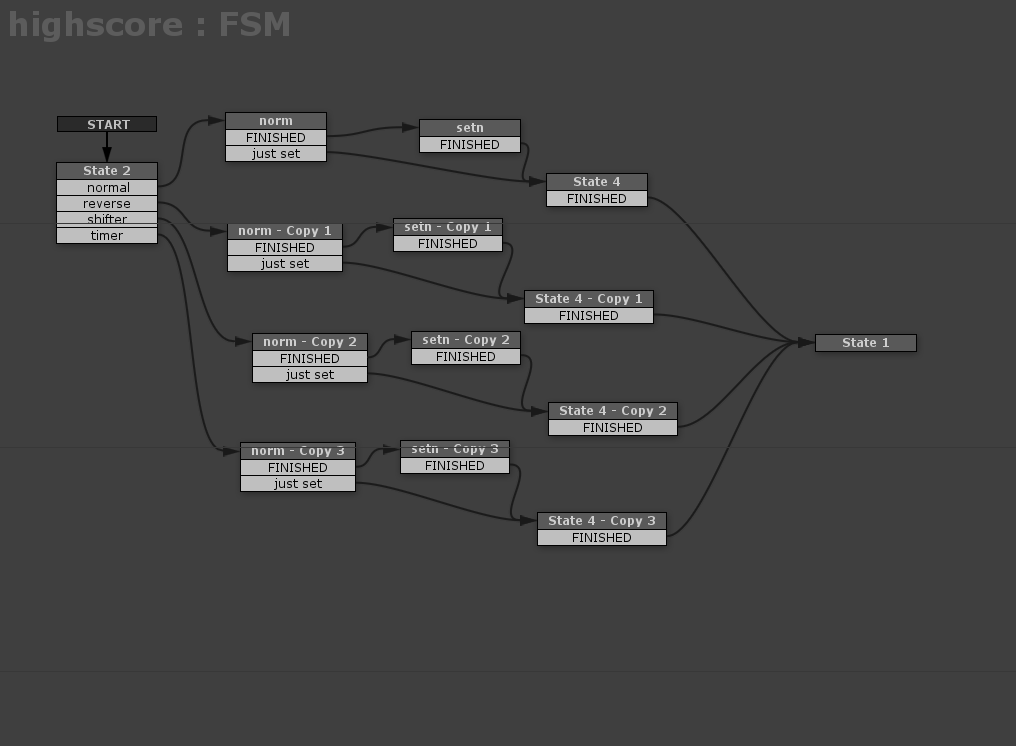 highscore : FSM
START
State 2
normal
reverse
shifter
timer
norm
FINISHED
just set
setn
FINISHED
State 4
FINISHED
norm - Copy 1
FINISHED
just set
setn - Copy 1
FINISHED
State 4 - Copy 1
FINISHED
norm - Copy 2
FINISHED
just set
setn - Copy 2
FINISHED
State 4 - Copy 2
FINISHED
norm - Copy 3
FINISHED
just set
setn - Copy 3
FINISHED
State 4 - Copy 3
FINISHED
State 1